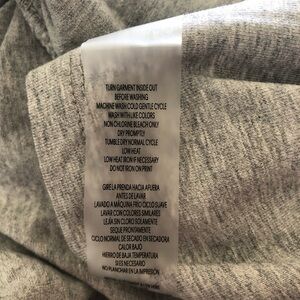 TURN GARMENT INSIDE OUT
BEFORE WASHING
MACHINE WASH COLD GENTLE CYCLE
WASH WITH LIKE COLORS
NON CHLORINE BLEACH ONLY
DRY PROMPTLY
TUMBLE DRY NORMAL CYCLE
LOW HEAT
LOW HEAT IRON IF NECESSARY
DO NOT IRON ON PRINT
GIRE LA PRENDA HACIA AFUERA
ANTES DE LAVAR
LAVADO A MÁQUINA FRIO CICLO SUAVE
LAVAR CON COLORES SIMILARES
LEJÍA SIN CLORO SOLAMENTE
SEQUE PRONTAMENTE
CYCLO NORMAL DE SECADO EN SECADORA
CALOR BAJO
HIERRO DE BAJA TEMPERATURA
SI ES NECESARIO
NO PLANCHAR EN LA IMPRESIÓN